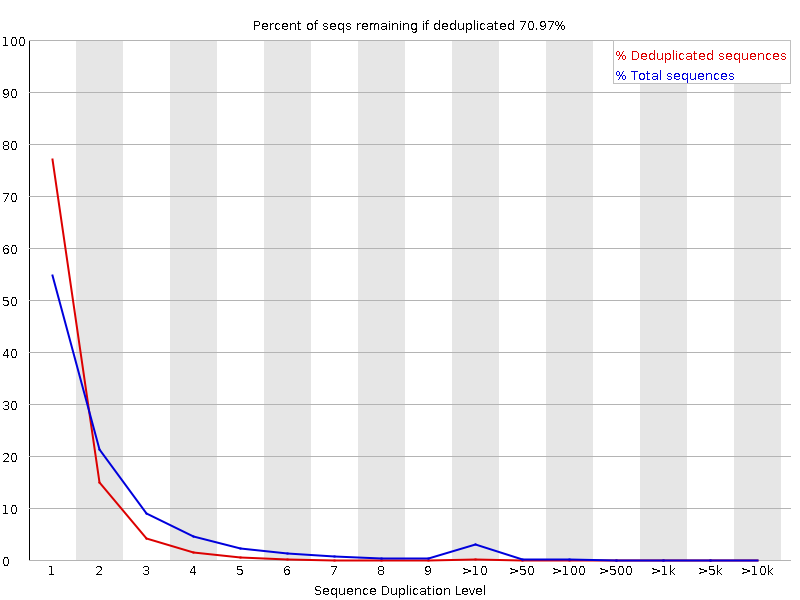 Percent of seqs remaining if deduplicated 70.97%
% Deduplicated sequences
% Total sequences
100
90
80
70
60
50
40
30
20
10
0
1 2 3 4 5 6 7 8 9 >10 >50 >100 >500 >1k >5k >10k
Sequence Duplication Level